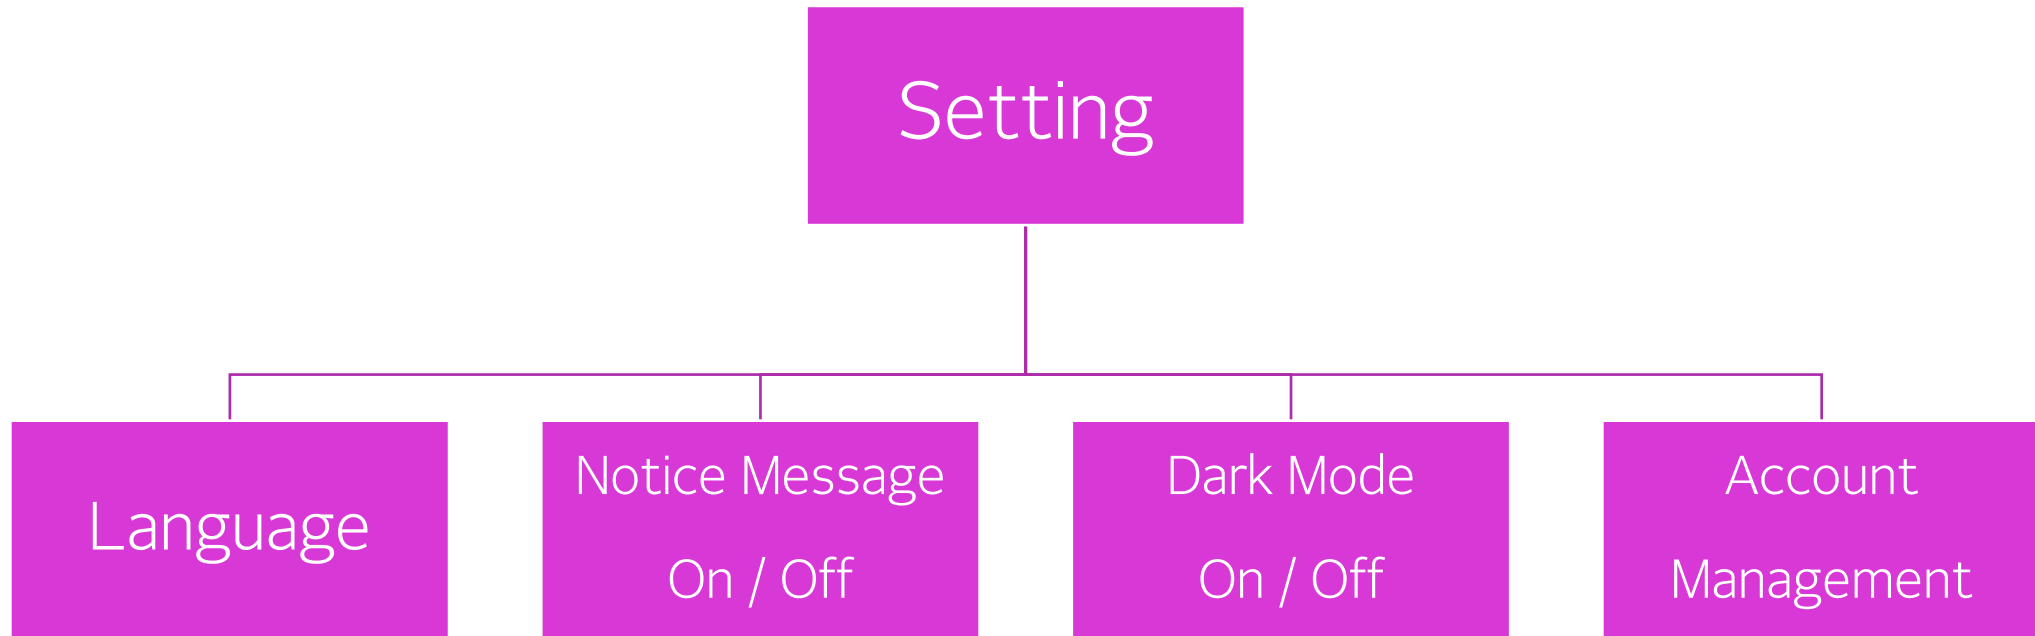 Setting
Language
Notice Message
On / Off
Dark Mode
On / Off
Account
Management